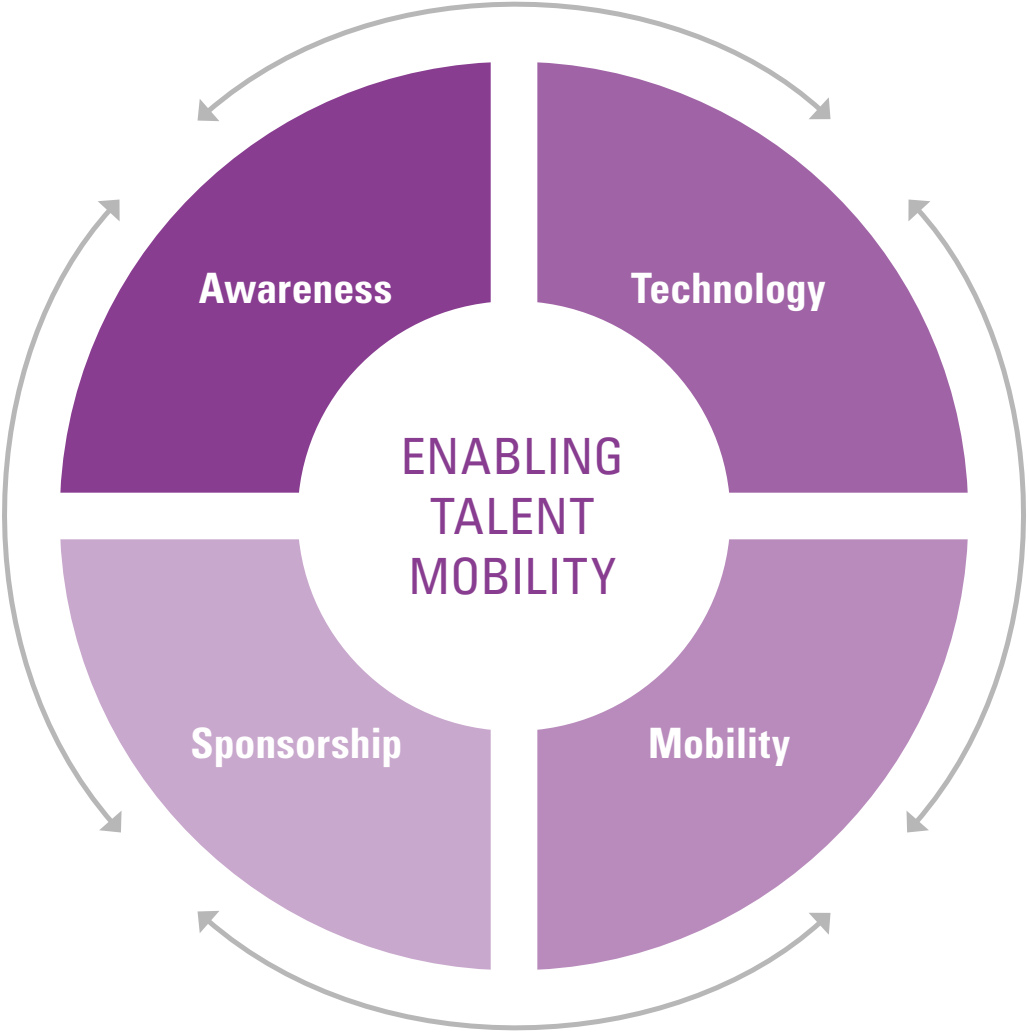 Awareness
Technology
ENABLING
TALENT
MOBILITY
Sponsorship
Mobility